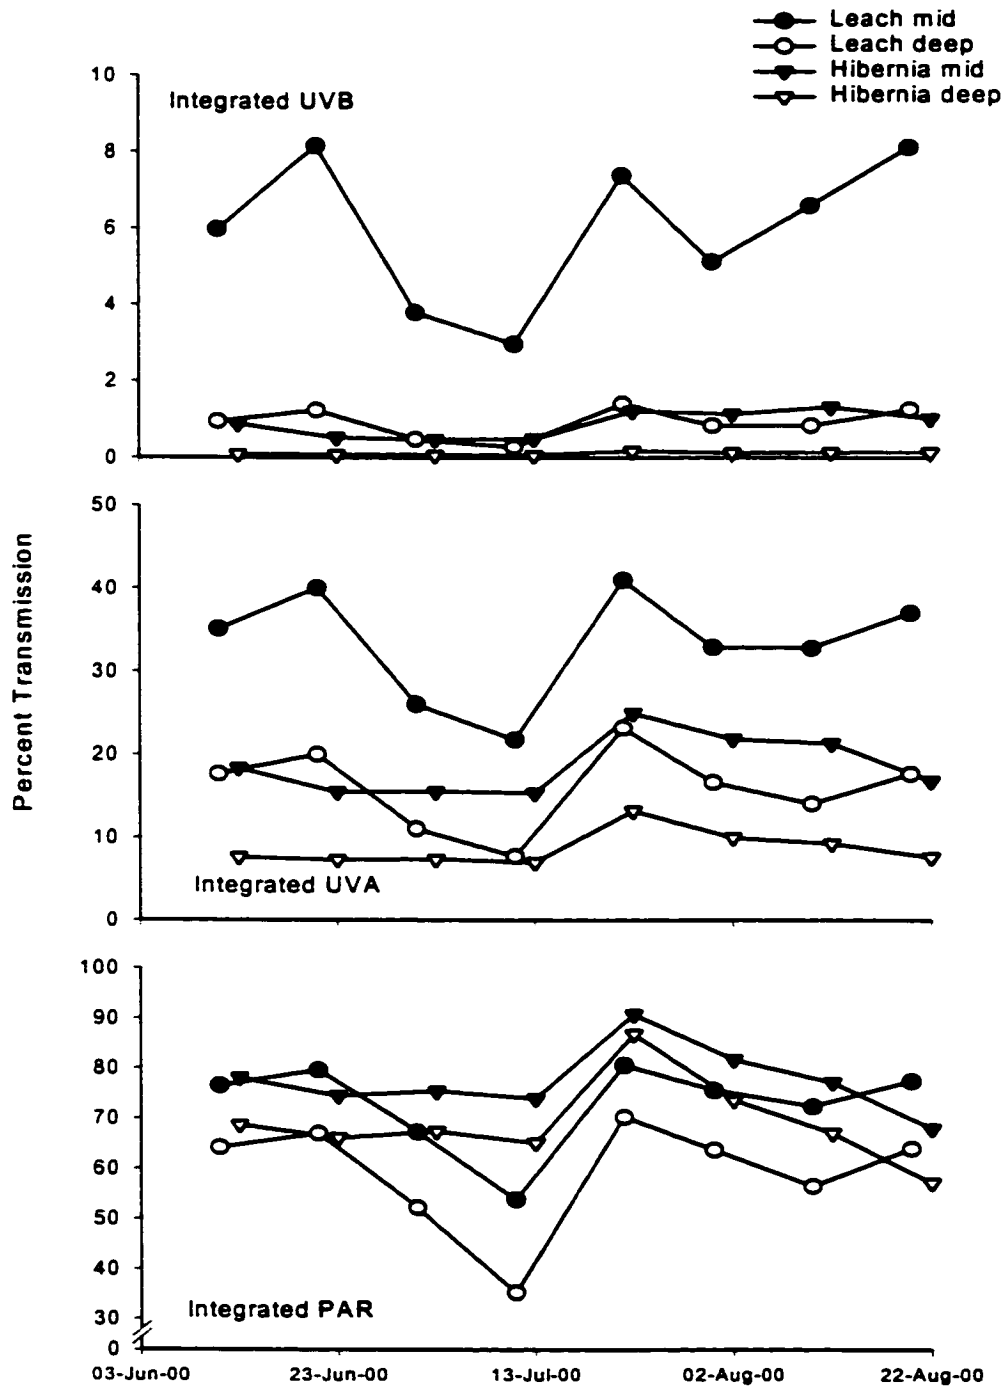 Leach mid
Leach deep
Hibernia mid
Hibernia deep
10
Integrated UVB
8
6
4
2
0
50
40
30
20
10
Integrated UVA
0
Percent Transmission
100
90
80
70
60
50
40
30
Integrated PAR
0
03-Jun-00 23-Jun-00 13-Jul-00 02-Aug-00 22-Aug-00